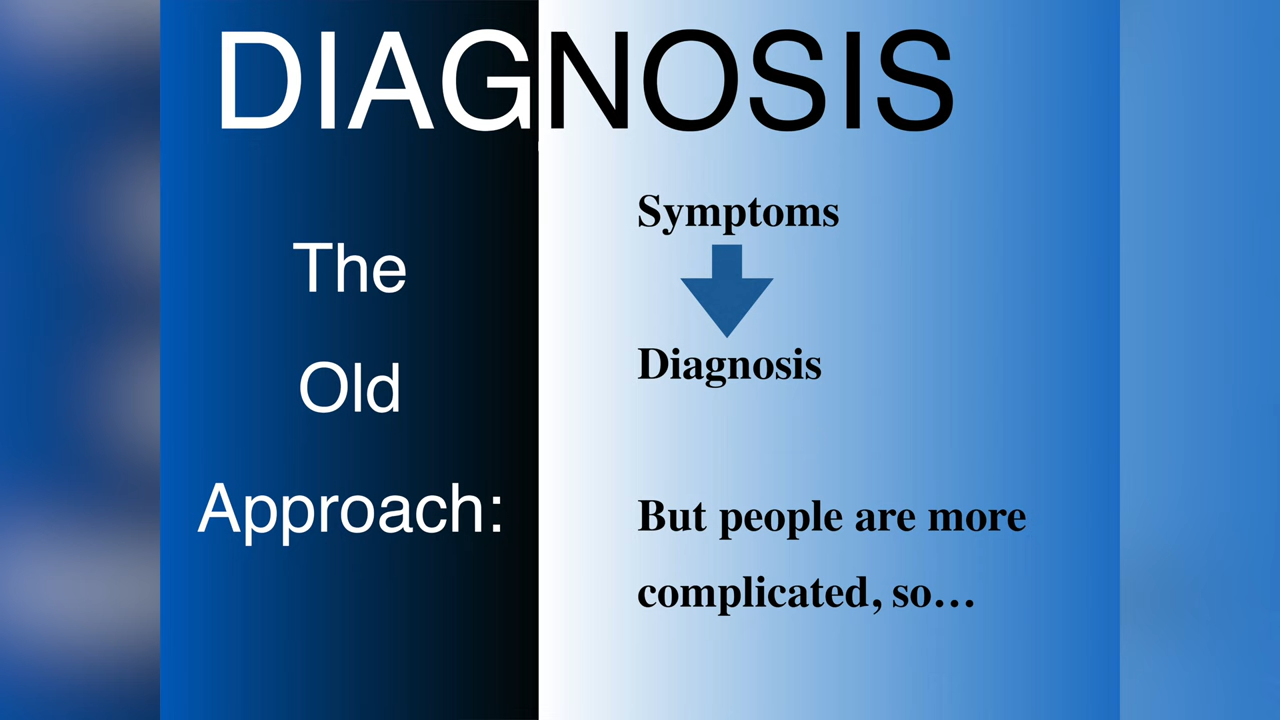 DIAGNOSIS
The
Old
Approach:
Symptoms
Diagnosis
But people are more
complicated, so…